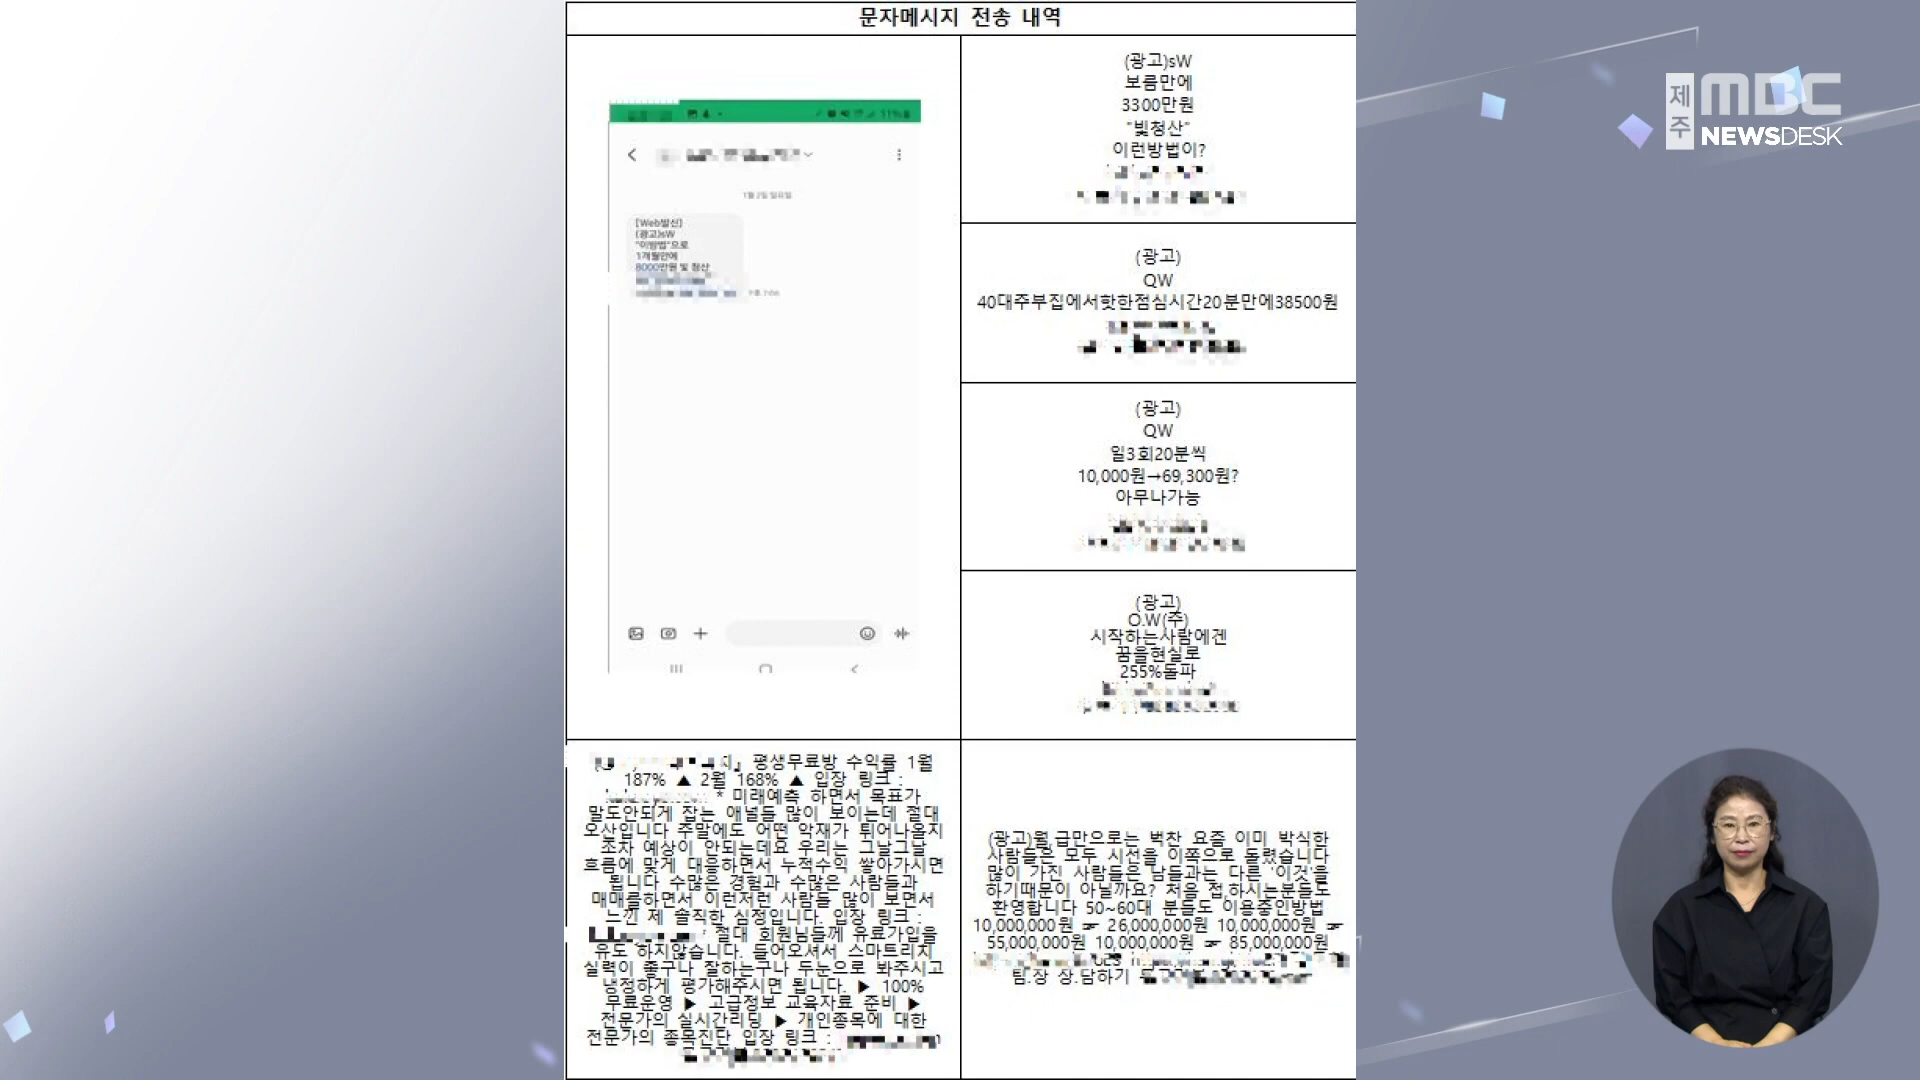 문자메시지 전송 내역
제주 MBC
NEWSDESK
11%
1월 2일 일요일
[Web발신]
(광고)sW
"이방법"으로
1개월만에
8000만원 빚 청산
(광고)sW
보름만에
3300만원
"빚청산"
이런방법이?
(광고)
QW
40대주부집에서핫한점심시간20분만에38500원
(광고)
QW
일3회20분씩
10,000원→69,300원?
아무나가능
(광고)
O.W(주)
시작하는사람에겐
꿈을현실로
255%돌파
지』 평생무료방 수익률 1월
187% ▲ 2월 168% ▲ 입장 링크 :
* 미래예측 하면서 목표가
말도안되게 잡는 애널들 많이 보이는데 절대
오산입니다 주말에도 어떤 악재가 튀어나올지
조차 예상이 안되는데요 우리는 그날그날
흐름에 맞게 대응하면서 누적수익 쌓아가시면
됩니다 수많은 경험과 수많은 사람들과
매매를하면서 이런저런 사람들 많이 보면서
느낀 제 솔직한 심정입니다. 입장 링크 :
* 절대 회원님들께 유료가입을
유도 하지않습니다. 들어오셔서 스마트리치
실력이 좋구나 잘하는구나 두눈으로 봐주시고
냉정하게 평가해주시면 됩니다. ▶ 100%
무료운영 ▶ 고급정보 교육자료 준비 ▶
전문가의 실시간리딩 ▶ 개인종목에 대한
전문가의 종목진단 입장 링크 :
(광고)월,급만으로는 벅찬 요즘 이미 박식한
사람들은 모두 시선을 이쪽으로 돌렸습니다
많이 가진 사람들은 남들과는 다른 '이것'을
하기때문이 아닐까요? 처음 접,하시는분들도
환영합니다 50~60대 분들도 이용중인방법
10,000,000원 ☞ 26,000,000원 10,000,000원 ☞
55,000,000원 10,000,000원 ☞ 85,000,000원
팀.장 상.담하기